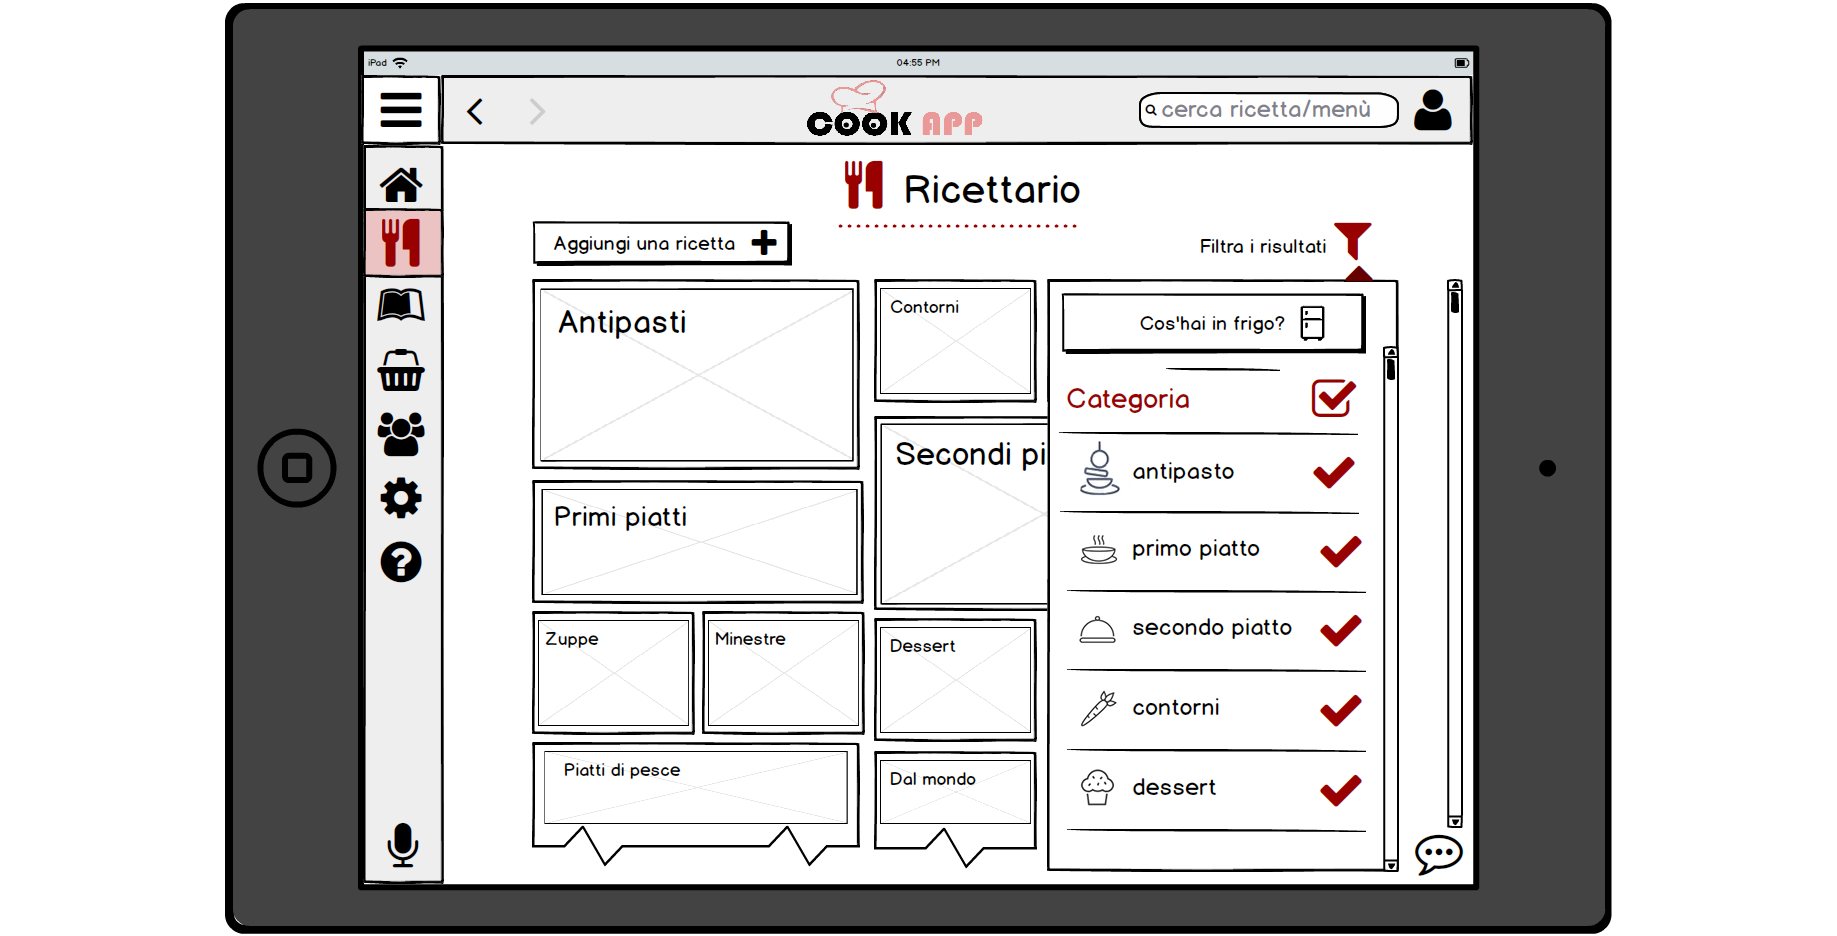 iPad
04:55 PM
COOK APP
cerca ricetta/menù
Ricettario
Aggiungi una ricetta
Filtra i risultati
Antipasti
Contorni
Cos'hai in frigo?
Categoria
Secondi pi
antipasto
Primi piatti
primo piatto
secondo piatto
Zuppe
Minestre
Dessert
contorni
Piatti di pesce
Dal mondo
dessert